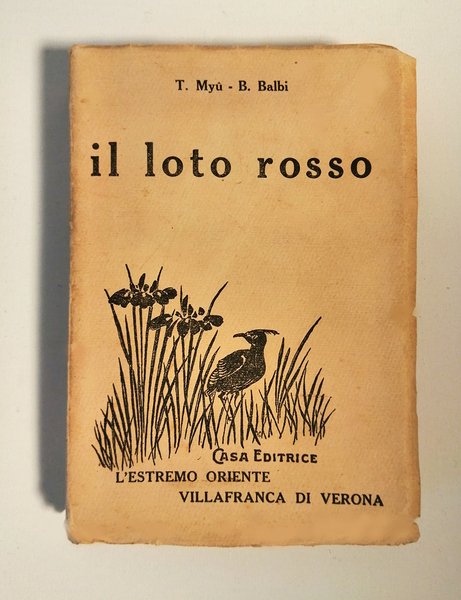 T. Myû - B. Balbi
il loto rosso
CASA EDITRICE
L'ESTREMO ORIENTE
VILLAFRANCA DI VERONA